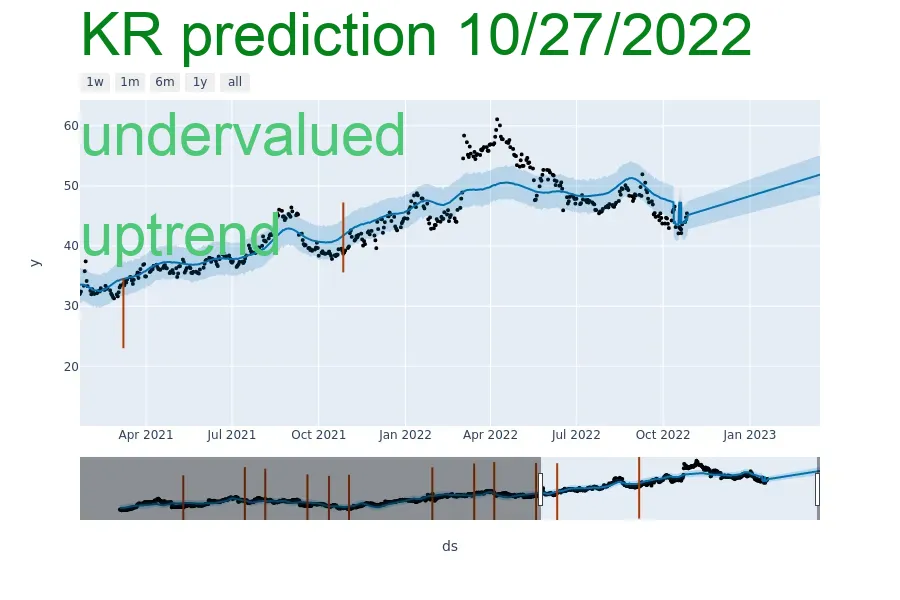 KR prediction 10/27/2022
1w 1m 6m 1y all
undervalued
uptrend
60
50
40
30
20
y
Apr 2021 Jul 2021 Oct 2021 Jan 2022 Apr 2022 Jul 2022 Oct 2022 Jan 2023
ds